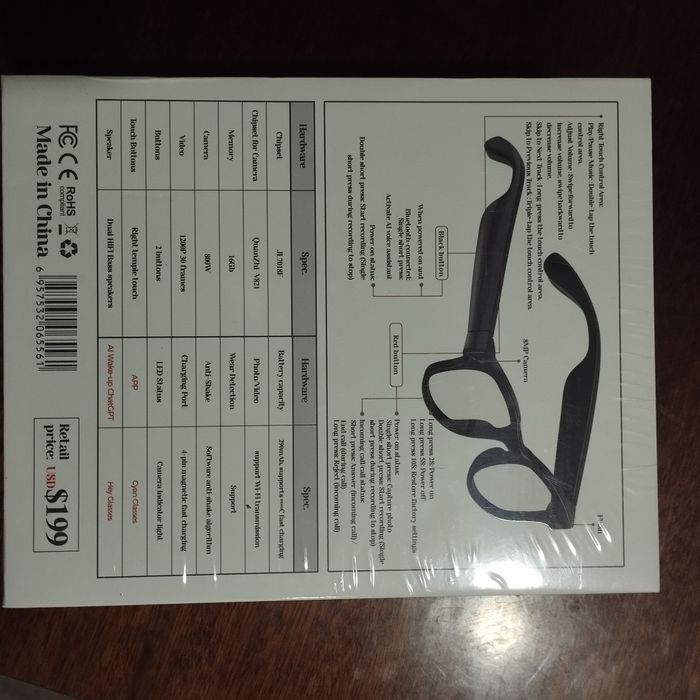 • Right Touch Control Area:
Play/Pause Music : Double-Tap the touch
control area.
Adjust Volume :Swipe forward to
increase volume, swipe backward to
decrease volume.
Skip to Next Track : Long-press the touch control area.
Skip to Previous Track : Triple-Tap the touch control area.
8MP Camera
Black button
When powered on and
Bluetooth connected:
Single short press:
Activate AI voice assistant
Power on status:
Double short press: Start recording (Single
short press during recording to stop)
Red button
Long press 2S: Power on
Long press 5S: Power off
Long press 10S: Restore factory settings
Power on status:
Single short press: Capture photo
Double short press: Start recording (Single
short press during recording to stop)
Incoming call/call status:
Short press: Answer (incoming call) /
End call (during call)
Long press: Reject (incoming call)
Hardware Spec. Hardware Spec.
Chipset JL7018F Battery capacity 290mAh, supports C fast charging
Chipset for Camera QuanZhi V821 Photo/Video support Wi-Fi transmission
Memory 16Gb Wear Detection Support
Camera 800W Anti-Shake Software anti-shake algorithm
Video 1200P/30 frames Charging Port 4-pin magnetic fast charging
Buttons 2 buttons LED Status Camera indicator light
Touch Buttons Right temple touch APP Cyan Glasses
Speaker Dual HIFI Bass speakers AI Wake-up ChatGPT Hey Glasses
FC CE RoHS
compliant
Made in China
6 957532 065561
Retail
price: USD$199